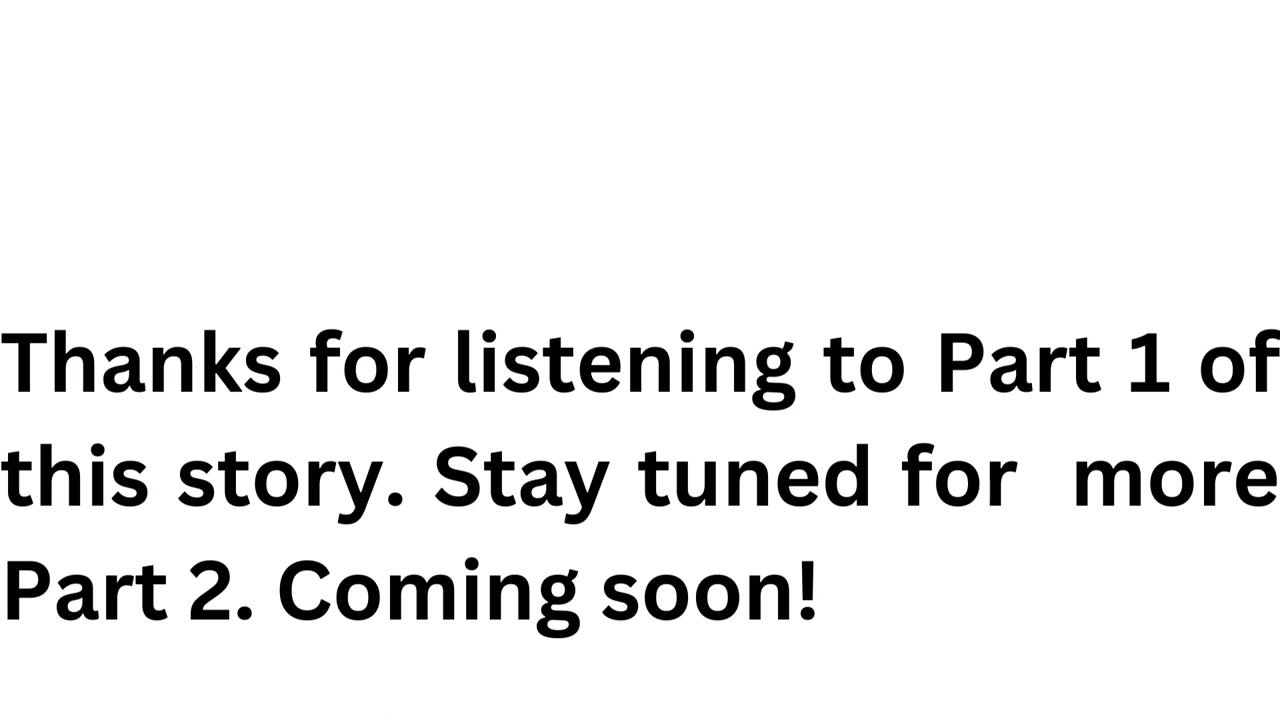 Thanks for listening to Part 1 of
this story. Stay tuned for  more
Part 2. Coming soon!